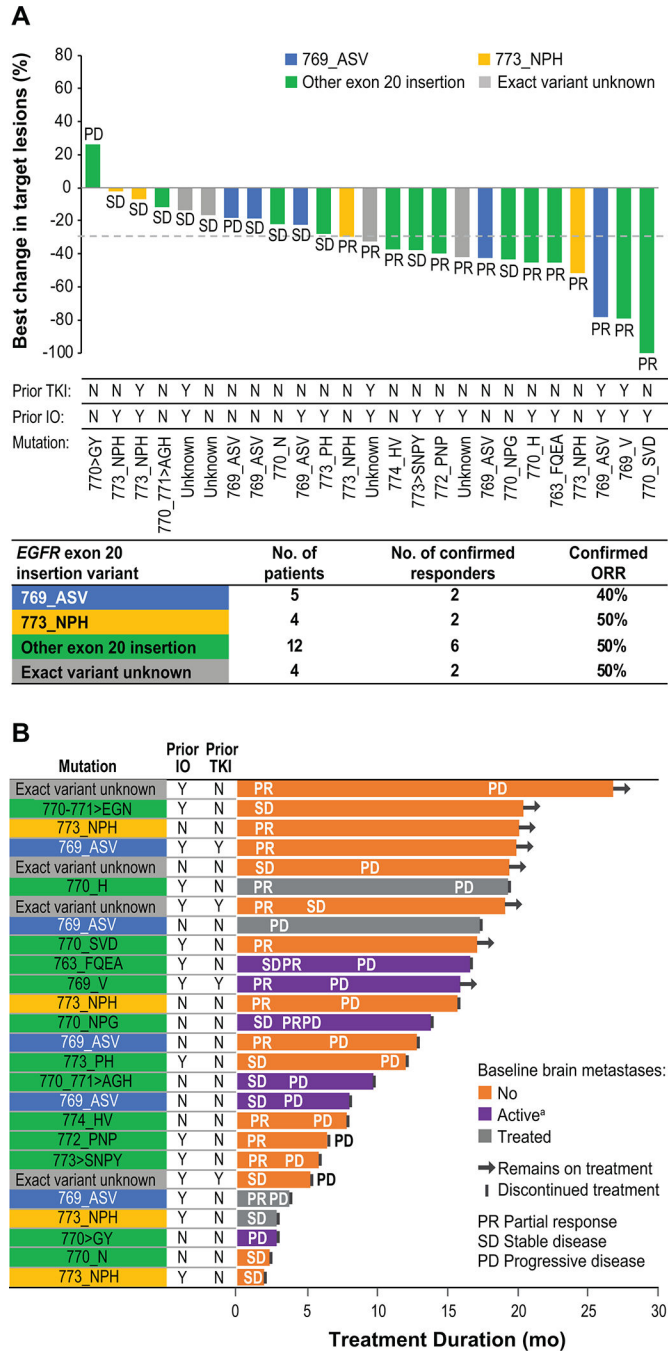 A
80
60
40
20
0
-20
-40
-60
-80
-100
Best change in target lesions (%)
769_ASV
773_NPH
Other exon 20 insertion
Exact variant unknown
PD SD SD SD SD SD PD SD SD SD SD PR PR PR SD PR PR PR SD PR PR PR PR PR PR
Prior TKI: N N Y N Y N N N N N N N Y N N N N N N N N N Y Y N
Prior IO: N Y Y N Y N N N N Y Y N Y N Y Y Y N N Y Y N Y Y Y
Mutation: 770>GY 773_NPH 773_NPH 770_771>AGH Unknown Unknown 769_ASV 769_ASV 770_N 769_ASV 773_PH 773_NPH Unknown 774_HV 773>SNPY 772_PNP Unknown 769_ASV 770_NPG 770_H 763_FQEA 773_NPH 769_ASV 769_V 770_SVD
EGFR exon 20 insertion variant No. of patients No. of confirmed responders Confirmed ORR
769_ASV 5 2 40%
773_NPH 4 2 50%
Other exon 20 insertion 12 6 50%
Exact variant unknown 4 2 50%
B
Mutation Prior IO Prior TKI
Exact variant unknown Y N PR PD
770-771>EGN Y N SD
773_NPH N N PR
769_ASV Y Y PR
Exact variant unknown N N SD PD
770_H Y N PR PD
Exact variant unknown Y Y PR SD
769_ASV N N PD
770_SVD Y N PR
763_FQEA Y N SD PR PD
769_V Y Y PR PD
773_NPH N N PR PD
770_NPG N N SD PR PD
769_ASV N N PR PD
773_PH Y N SD PD
770_771>AGH N N SD PD
769_ASV N N SD PD
774_HV N N PR PD
772_PNP Y N PR PD
773>SNPY Y N PR PD
Exact variant unknown Y Y SD PD
769_ASV Y N PR PD
773_NPH Y N SD
770>GY N N PD
770_N N N SD
773_NPH Y N SD
Baseline brain metastases:
No
Activeª
Treated
Remains on treatment
Discontinued treatment
PR Partial response
SD Stable disease
PD Progressive disease
0 5 10 15 20 25 30
Treatment Duration (mo)